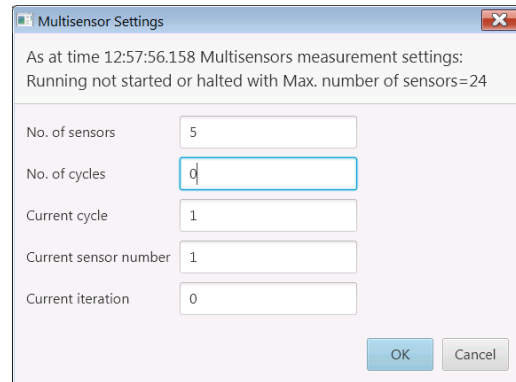 Multisensor Settings
As at time 12:57:56.158 Multisensors measurement settings:
Running not started or halted with Max. number of sensors=24
No. of sensors 5
No. of cycles 0
Current cycle 1
Current sensor number 1
Current iteration 0
OK Cancel